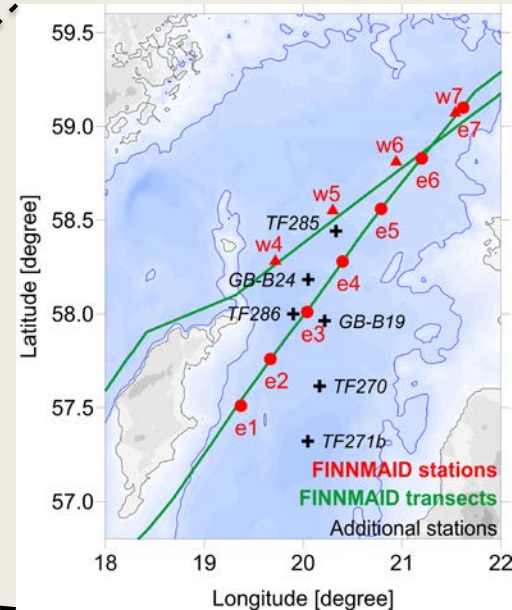 59.5
59.0
58.5
58.0
57.5
57.0
Latitude [degree]
w7
e7
w6
e6
w5
TF285
e5
w4
GB-B24
e4
TF286
e3
GB-B19
e2
TF270
e1
TF271b
FINNMAID stations
FINNMAID transects
Additional stations
18
19
20
21
22
Longitude [degree]